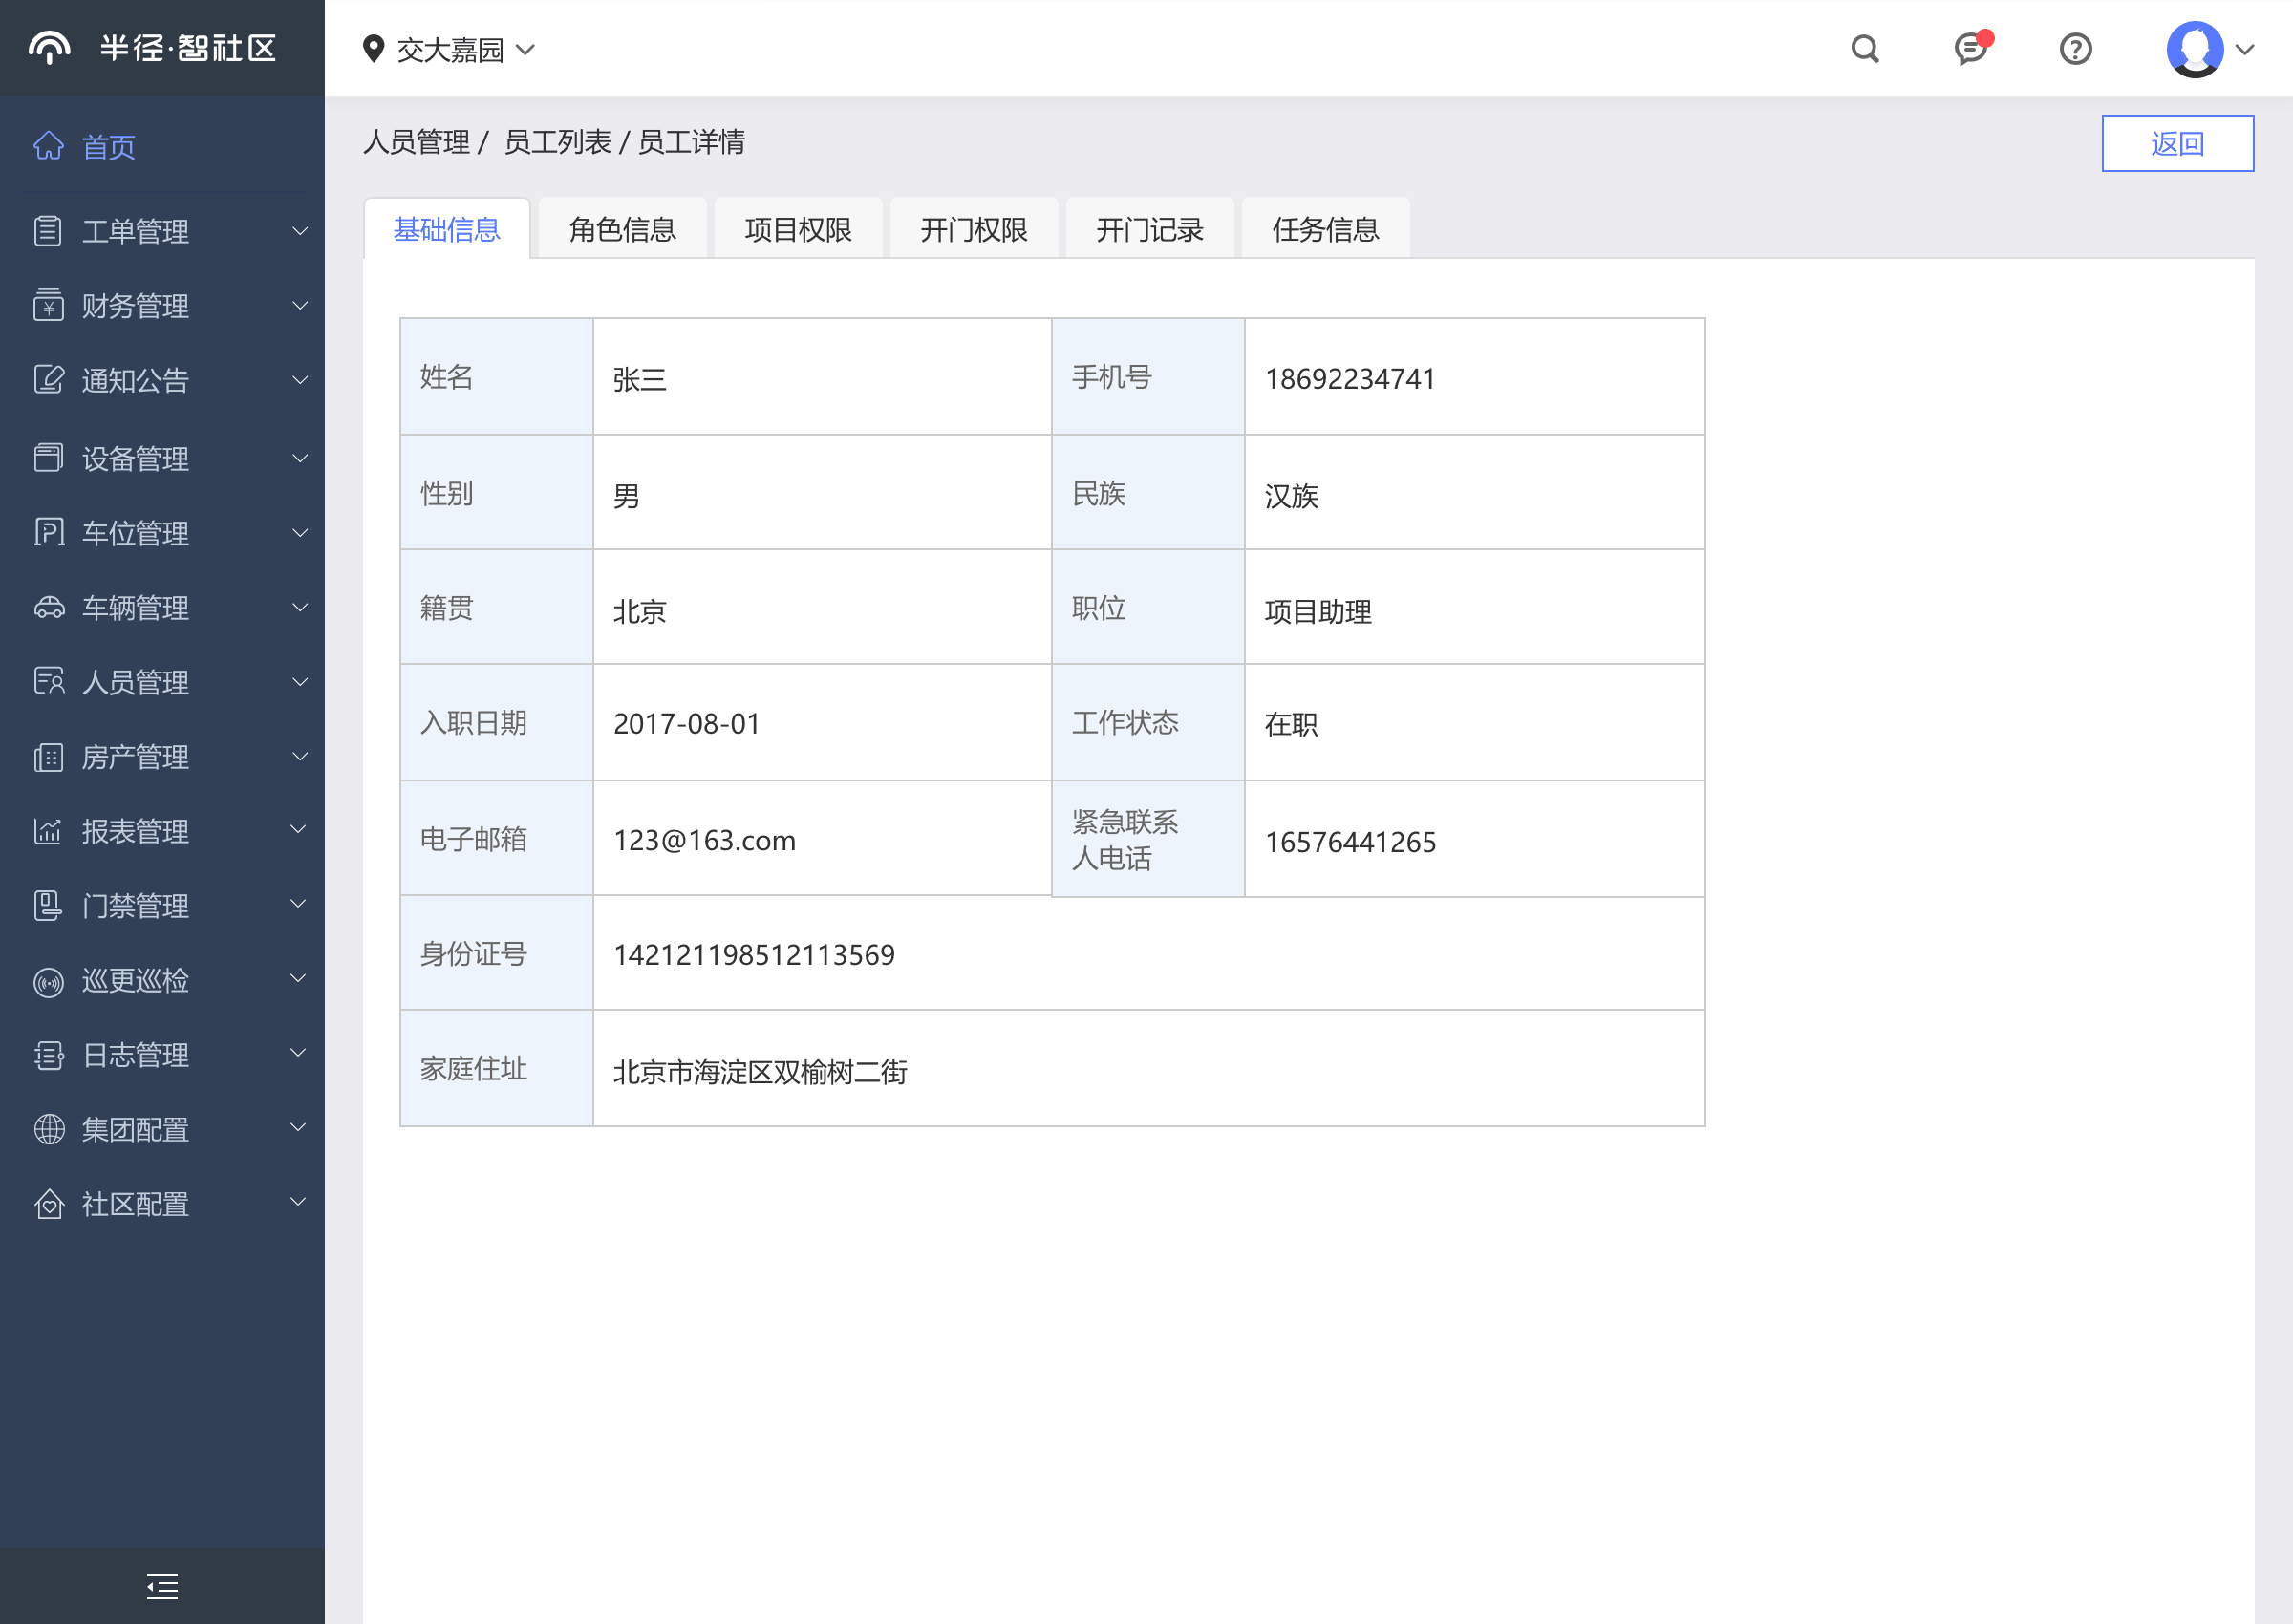 半径·智社区
交大嘉园
首页
工单管理
财务管理
通知公告
设备管理
车位管理
车辆管理
人员管理
房产管理
报表管理
门禁管理
巡更巡检
日志管理
集团配置
社区配置
人员管理 / 员工列表 / 员工详情
返回
基础信息 角色信息 项目权限 开门权限 开门记录 任务信息
姓名 张三 手机号 18692234741
性别 男 民族 汉族
籍贯 北京 职位 项目助理
入职日期 2017-08-01 工作状态 在职
电子邮箱 123@163.com 紧急联系
人电话 16576441265
身份证号 142121198512113569
家庭住址 北京市海淀区双榆树二街